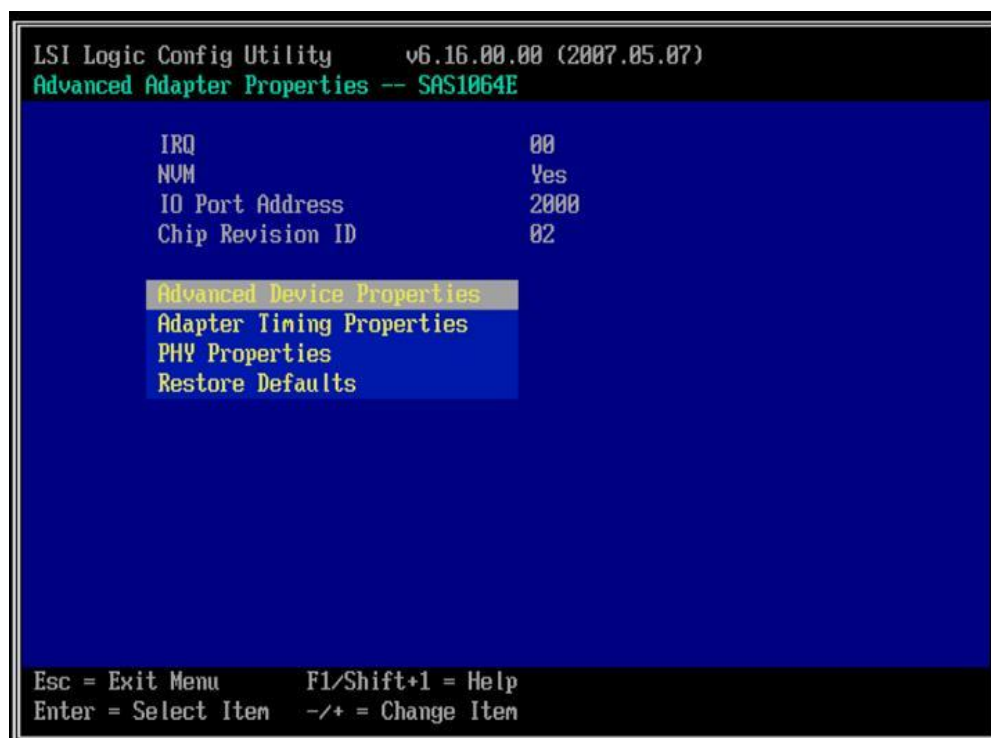 LSI Logic Config Utility v6.16.00.00 (2007.05.07)
Advanced Adapter Properties -- SAS1064E
IRQ 00
NVM Yes
IO Port Address 2000
Chip Revision ID 02
Advanced Device Properties
Adapter Timing Properties
PHY Properties
Restore Defaults
Esc = Exit Menu F1/Shift+1 = Help
Enter = Select Item -/+ = Change Item